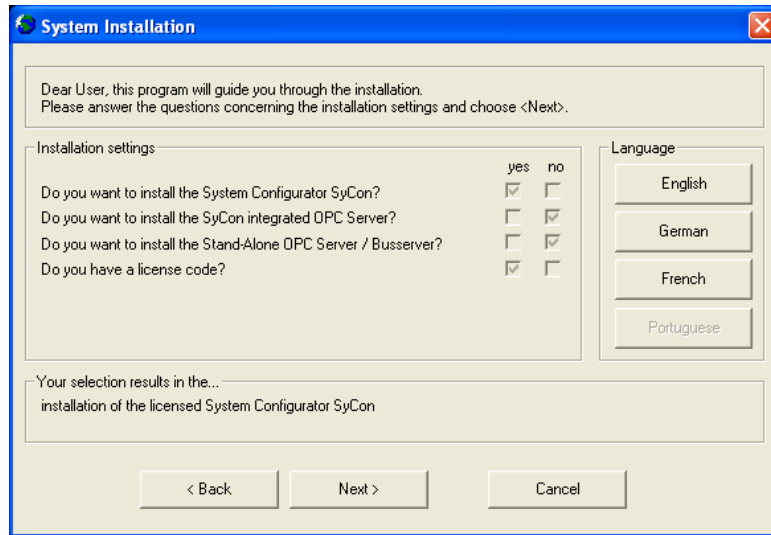 System Installation
Dear User, this program will guide you through the installation.
Please answer the questions concerning the installation settings and choose <Next>.
Installation settings
yes no
Do you want to install the System Configurator SyCon?
Do you want to install the SyCon integrated OPC Server?
Do you want to install the Stand-Alone OPC Server / Busserver?
Do you have a license code?
Language
English
German
French
Portuguese
Your selection results in the...
installation of the licensed System Configurator SyCon
< Back
Next >
Cancel